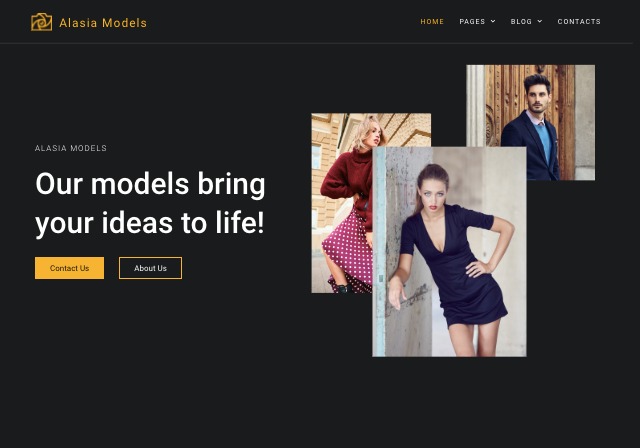 Alasia Models
HOME PAGES BLOG CONTACTS
ALASIA MODELS
Our models bring
your ideas to life!
Contact Us
About Us